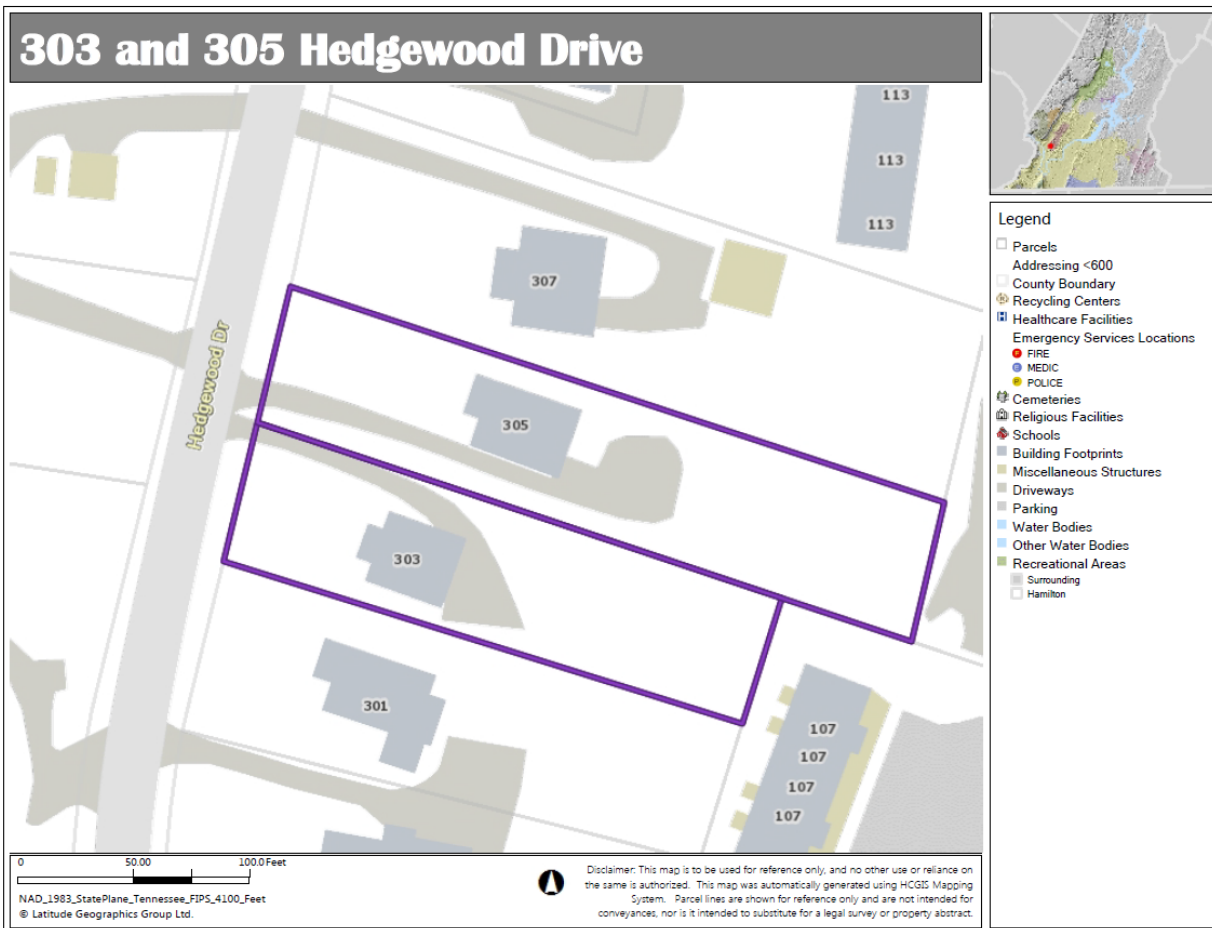 303 and 305 Hedgewood Drive
113
113
113
307
Hedgewood Dr
305
303
301
107
107
107
107
Legend
Parcels
Addressing <600
County Boundary
Recycling Centers
Healthcare Facilities
Emergency Services Locations
F FIRE
MEDIC
P POLICE
Cemeteries
Religious Facilities
Schools
Building Footprints
Miscellaneous Structures
Driveways
Parking
Water Bodies
Other Water Bodies
Recreational Areas
Surrounding
Hamilton
0 50.00 100.0 Feet
NAD_1983_StatePlane_Tennessee_FIPS_4100_Feet
© Latitude Geographics Group Ltd.
Disclaimer: This map is to be used for reference only, and no other use or reliance on
the same is authorized. This map was automatically generated using HCGIS Mapping
System. Parcel lines are shown for reference only and are not intended for
conveyances, nor is it intended to substitute for a legal survey or property abstract.